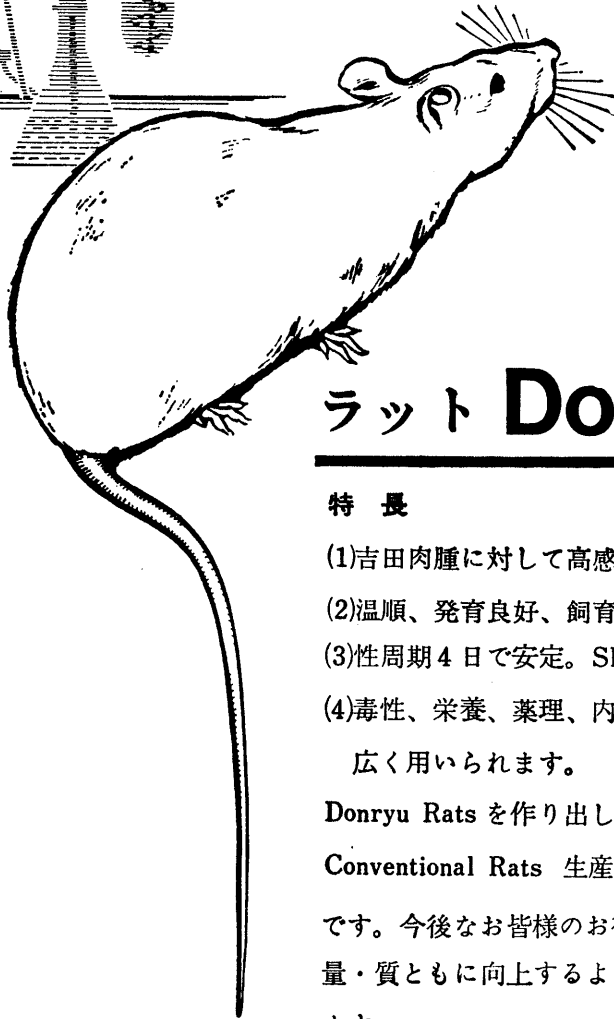 ラット Do
特 長
(1)吉田肉腫に対して高感
(2)温順、発育良好、飼育
(3)性周期4日で安定。S
(4)毒性、栄養、薬理、内
広く用いられます。
Donryu Rats を作り出し
Conventional Rats 生産
です。今後なお皆様のお
量・質ともに向上するよ